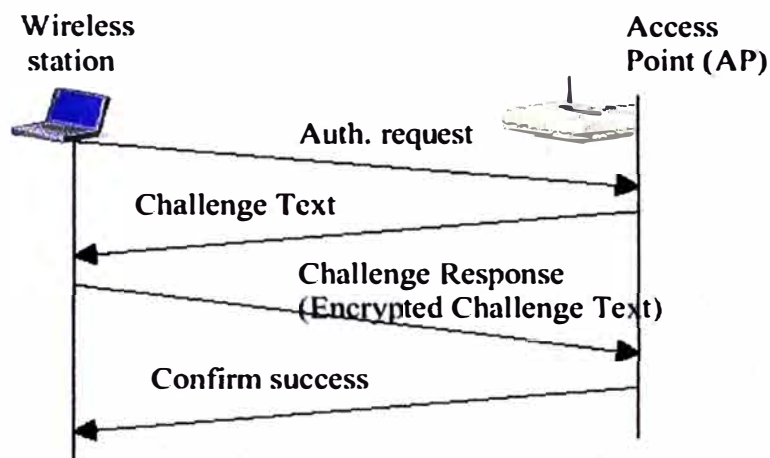 Wireless
station
Access
Point (AP)
Auth. request
Challenge Text
Challenge Response
(Encrypted Challenge Text)
Confirm success